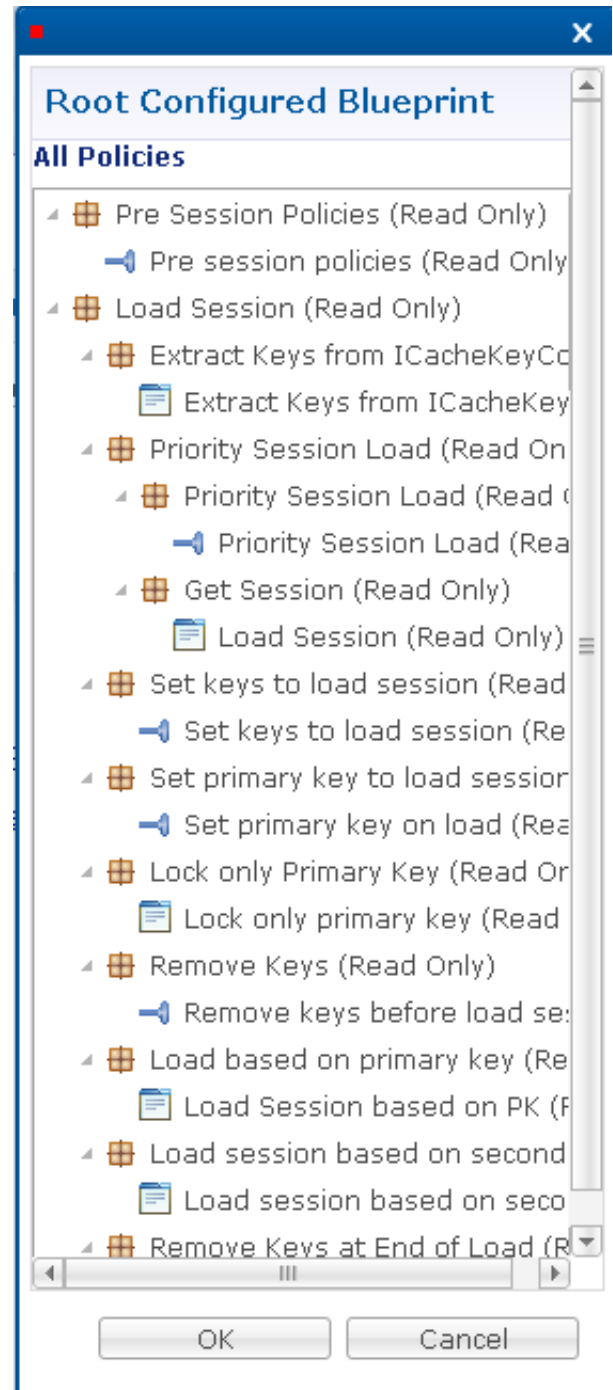 Root Configured Blueprint
All Policies
Pre Session Policies (Read Only)
Pre session policies (Read Only
Load Session (Read Only)
Extract Keys from ICacheKeyCo
Extract Keys from ICacheKey
Priority Session Load (Read On
Priority Session Load (Read
Priority Session Load (Rea
Get Session (Read Only)
Load Session (Read Only)
Set keys to load session (Read
Set keys to load session (Re
Set primary key to load session
Set primary key on load (Rea
Lock only Primary Key (Read Or
Lock only primary key (Read
Remove Keys (Read Only)
Remove keys before load se
Load based on primary key (Re
Load Session based on PK (
Load session based on second
Load session based on seco
Remove Keys at End of Load (R
OK
Cancel